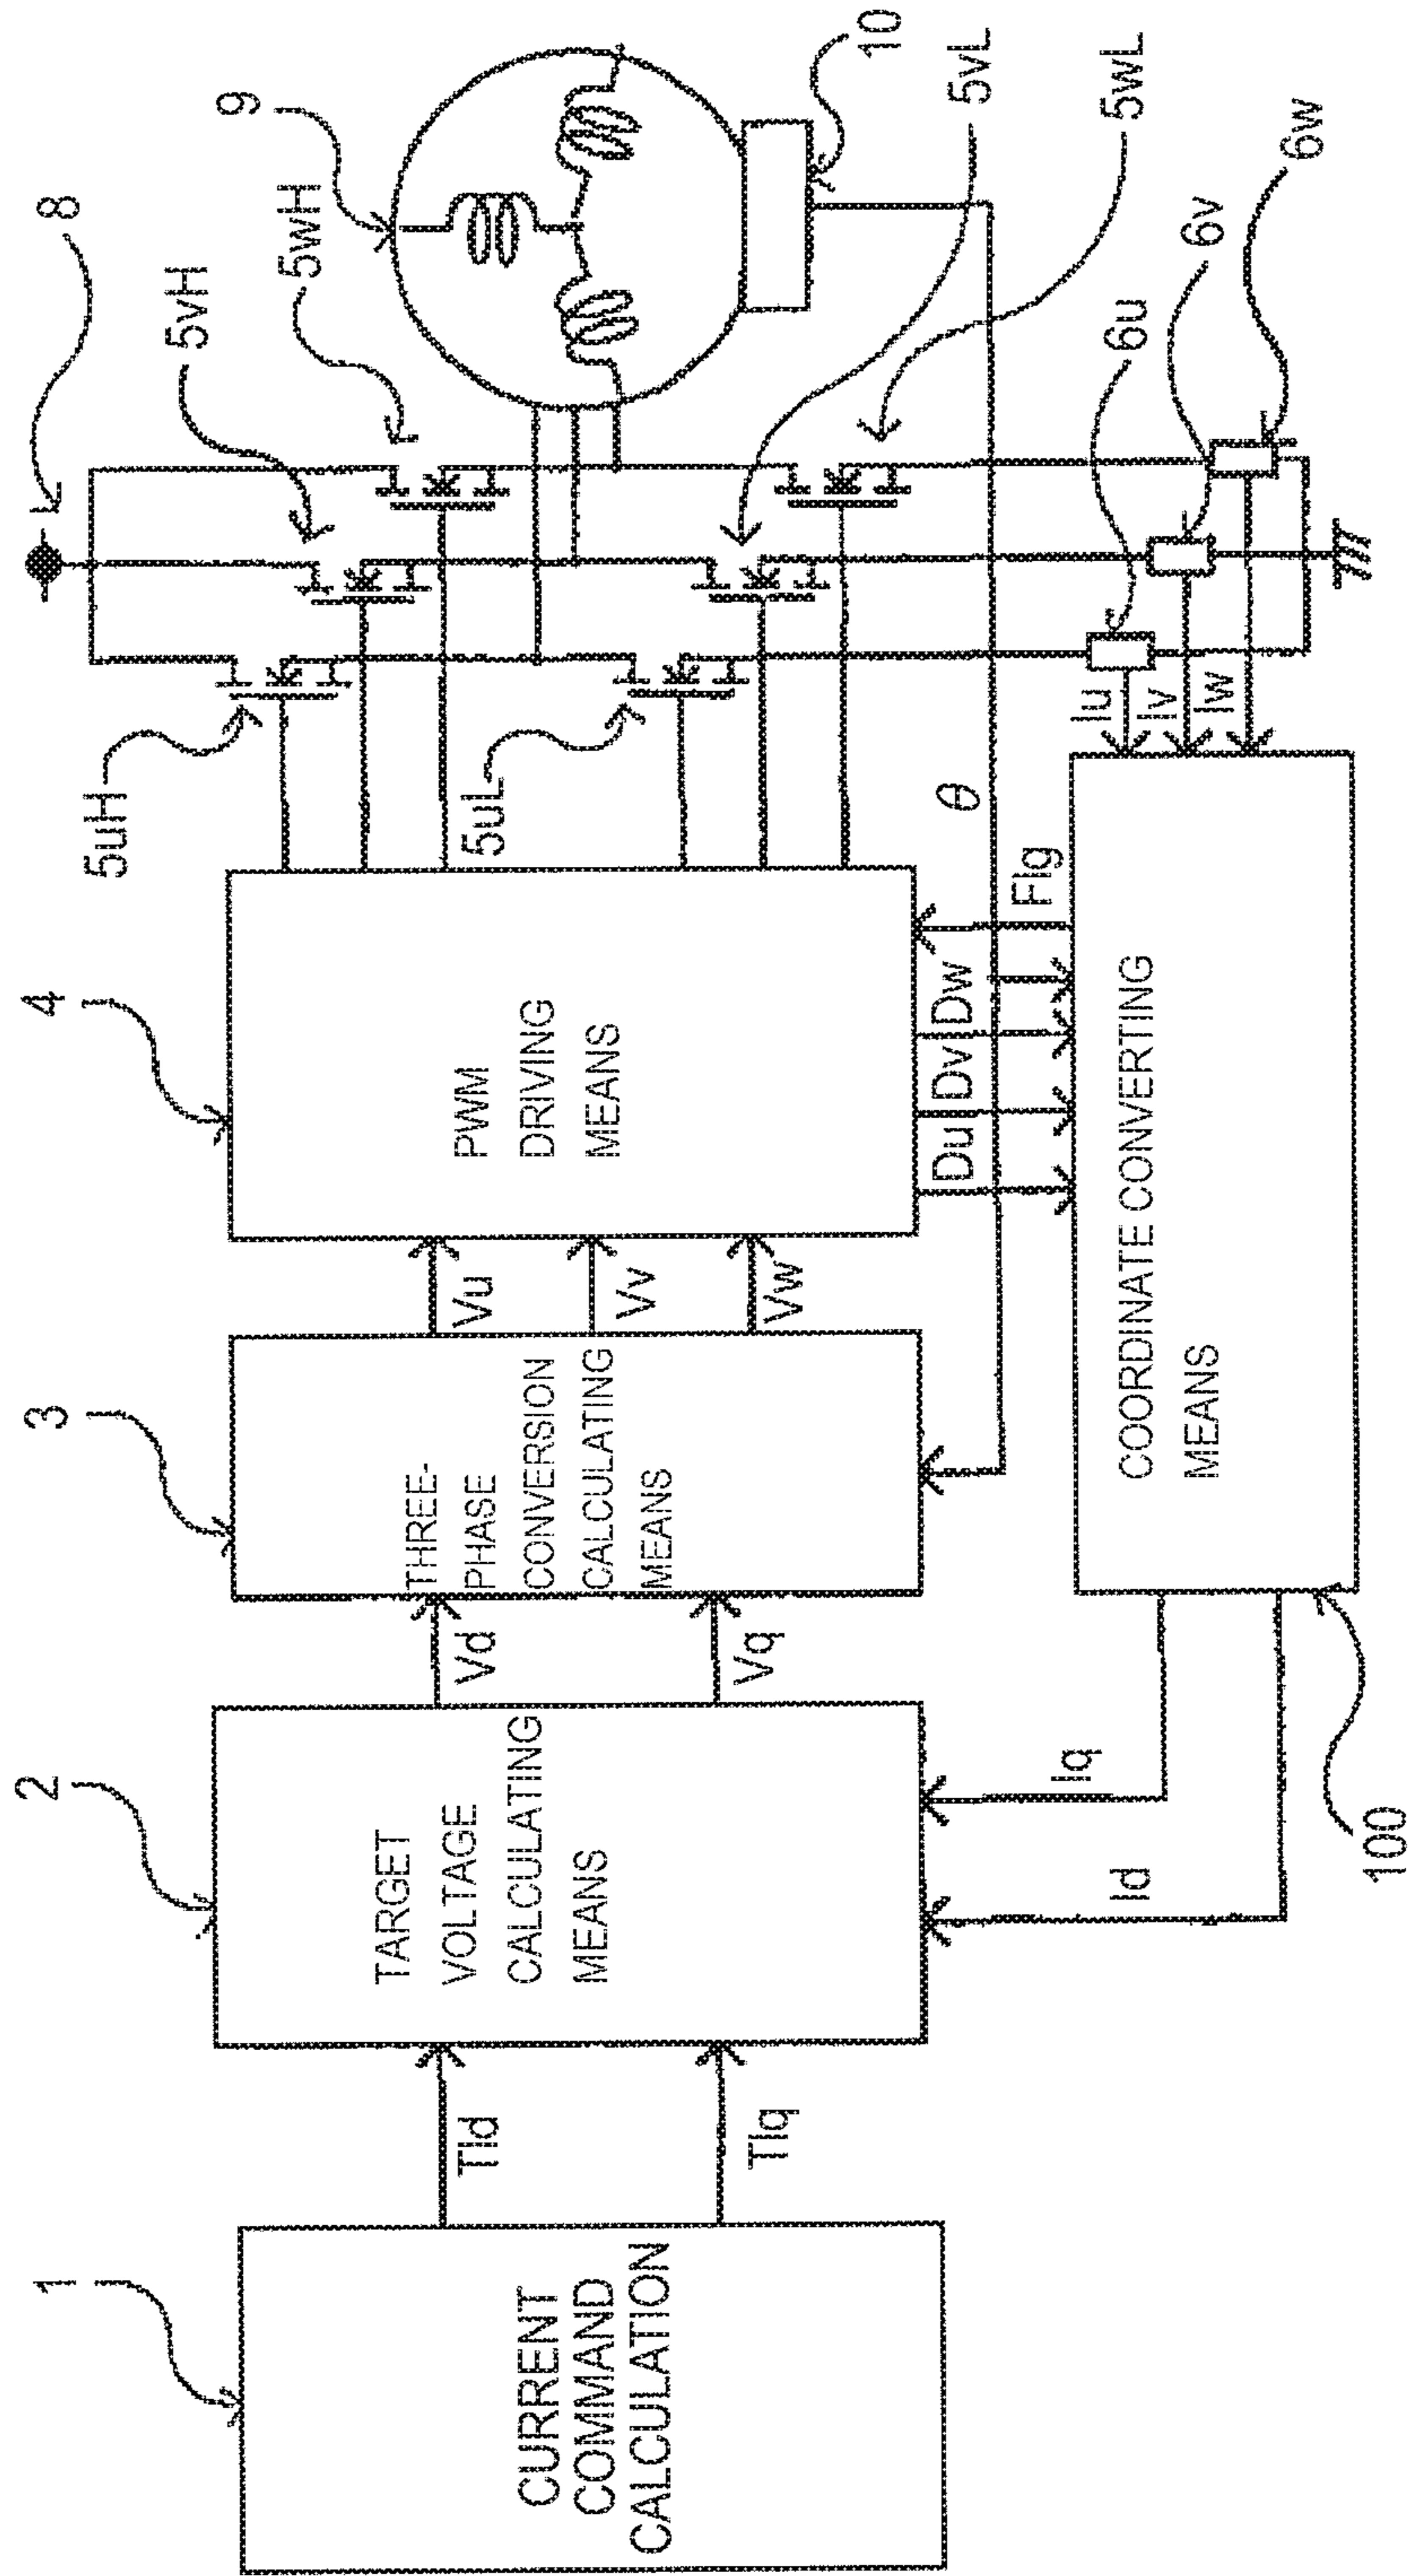 1
CURRENT
COMMAND
CALCULATION
TId
TIq
2
TARGET
VOLTAGE
CALCULATING
MEANS
Vd
Vq
Id
Iq
3
THREE-
PHASE
CONVERSION
CALCULATING
MEANS
Vu
Vv
Vw
4
PWM
DRIVING
MEANS
Du
Dv
Dw
Flg
θ
100
COORDINATE CONVERTING
MEANS
Iu
Iv
Iw
5uH
5uL
8
5vH
5wH
9
10
5vL
5wL
6u
6v
6w